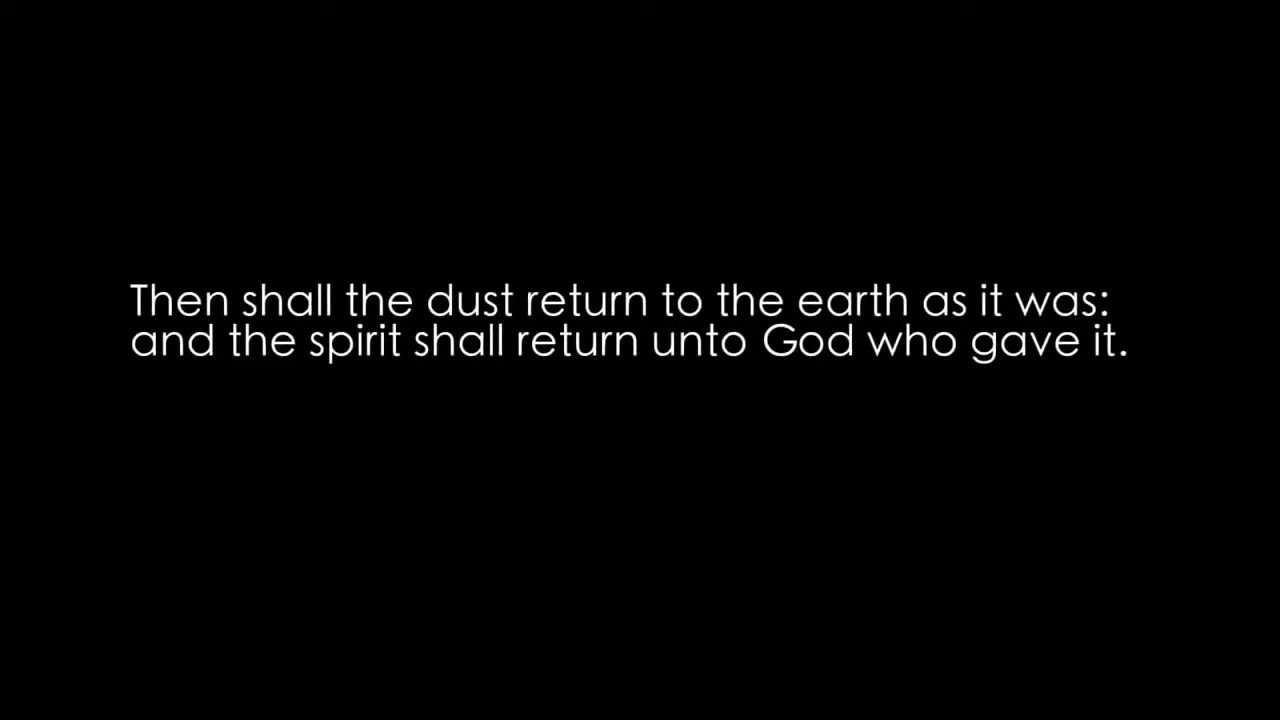 Then shall the dust return to the earth as it was:
and the spirit shall return unto God who gave it.